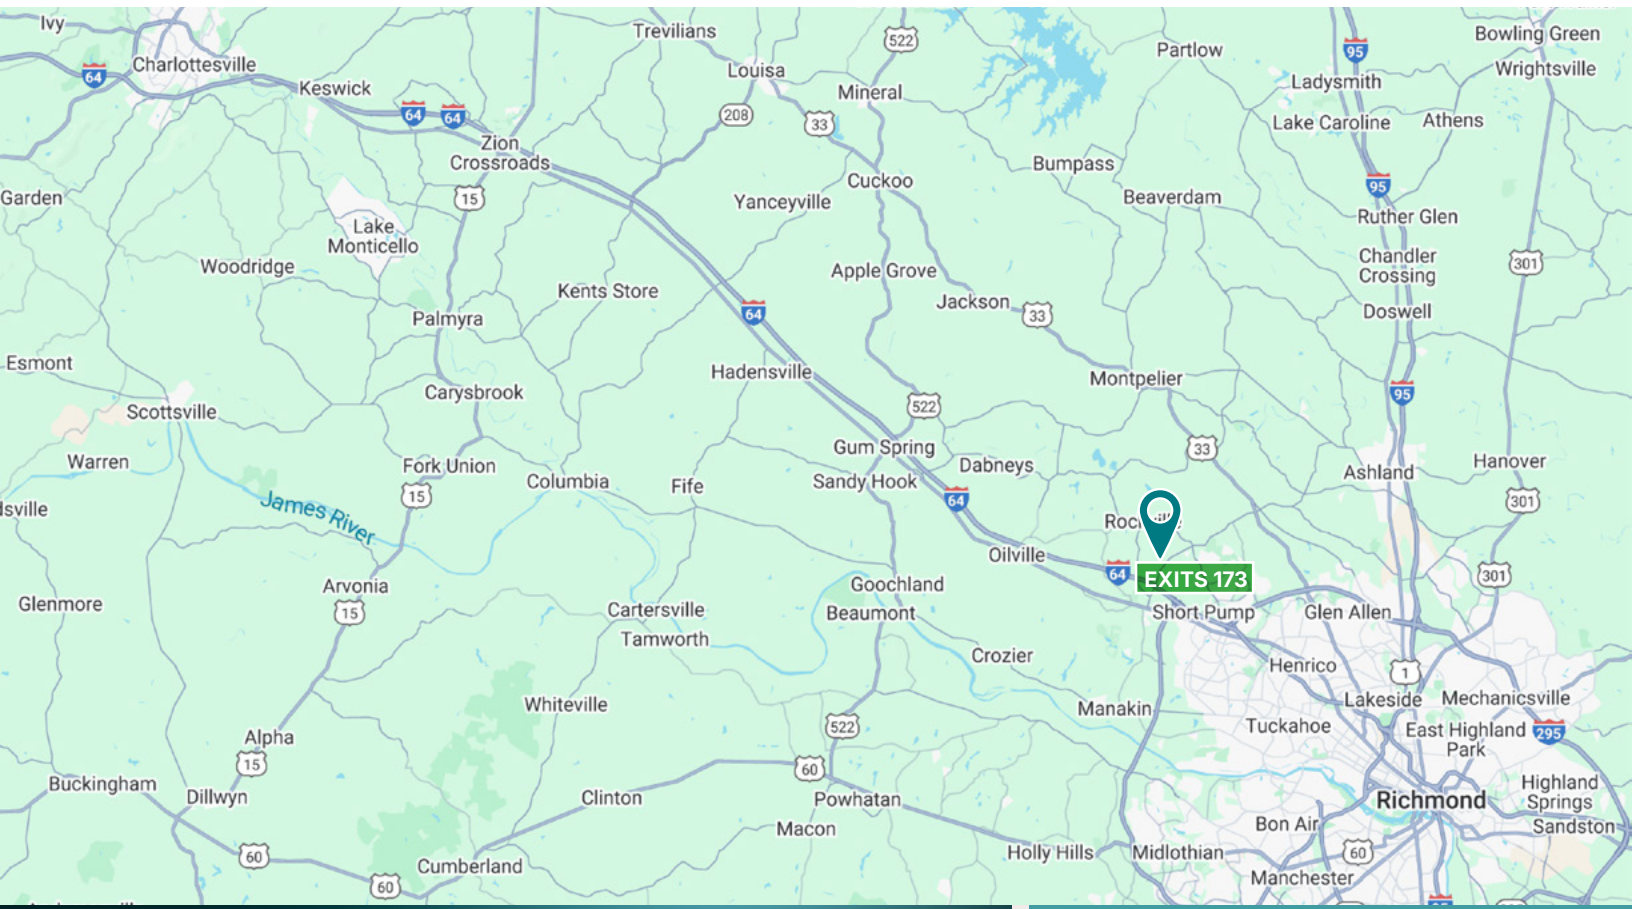 Ivy
Trevilians
522
Partlow
95
Bowling Green
Charlottesville
64
Louisa
Wrightsville
Keswick
Mineral
Ladysmith
64
64
208
33
Lake Caroline
Athens
Zion
Crossroads
Bumpass
Cuckoo
95
Garden
15
Yanceyville
Beaverdam
Ruther Glen
Lake
Monticello
Woodridge
Apple Grove
Chandler
Crossing
301
Kents Store
Jackson
33
Doswell
64
Palmyra
Esmont
Hadensville
Montpelier
Carysbrook
95
Scottsville
522
Gum Spring
33
Warren
Fork Union
Dabneys
Ashland
Hanover
Columbia
Fife
Sandy Hook
15
64
301
James River
Oilville
64
EXITS 173
301
Arvonia
Goochland
Glenmore
15
Cartersville
Beaumont
Short Pump
Glen Allen
Tamworth
Crozier
Henrico
1
Whiteville
Manakin
Lakeside
Mechanicsville
522
Tuckahoe
East Highland
Park
295
Alpha
15
60
Buckingham
Dillwyn
Clinton
Powhatan
Richmond
Highland
Springs
Macon
Bon Air
Sandston
60
Cumberland
Holly Hills
Midlothian
60
60
Manchester